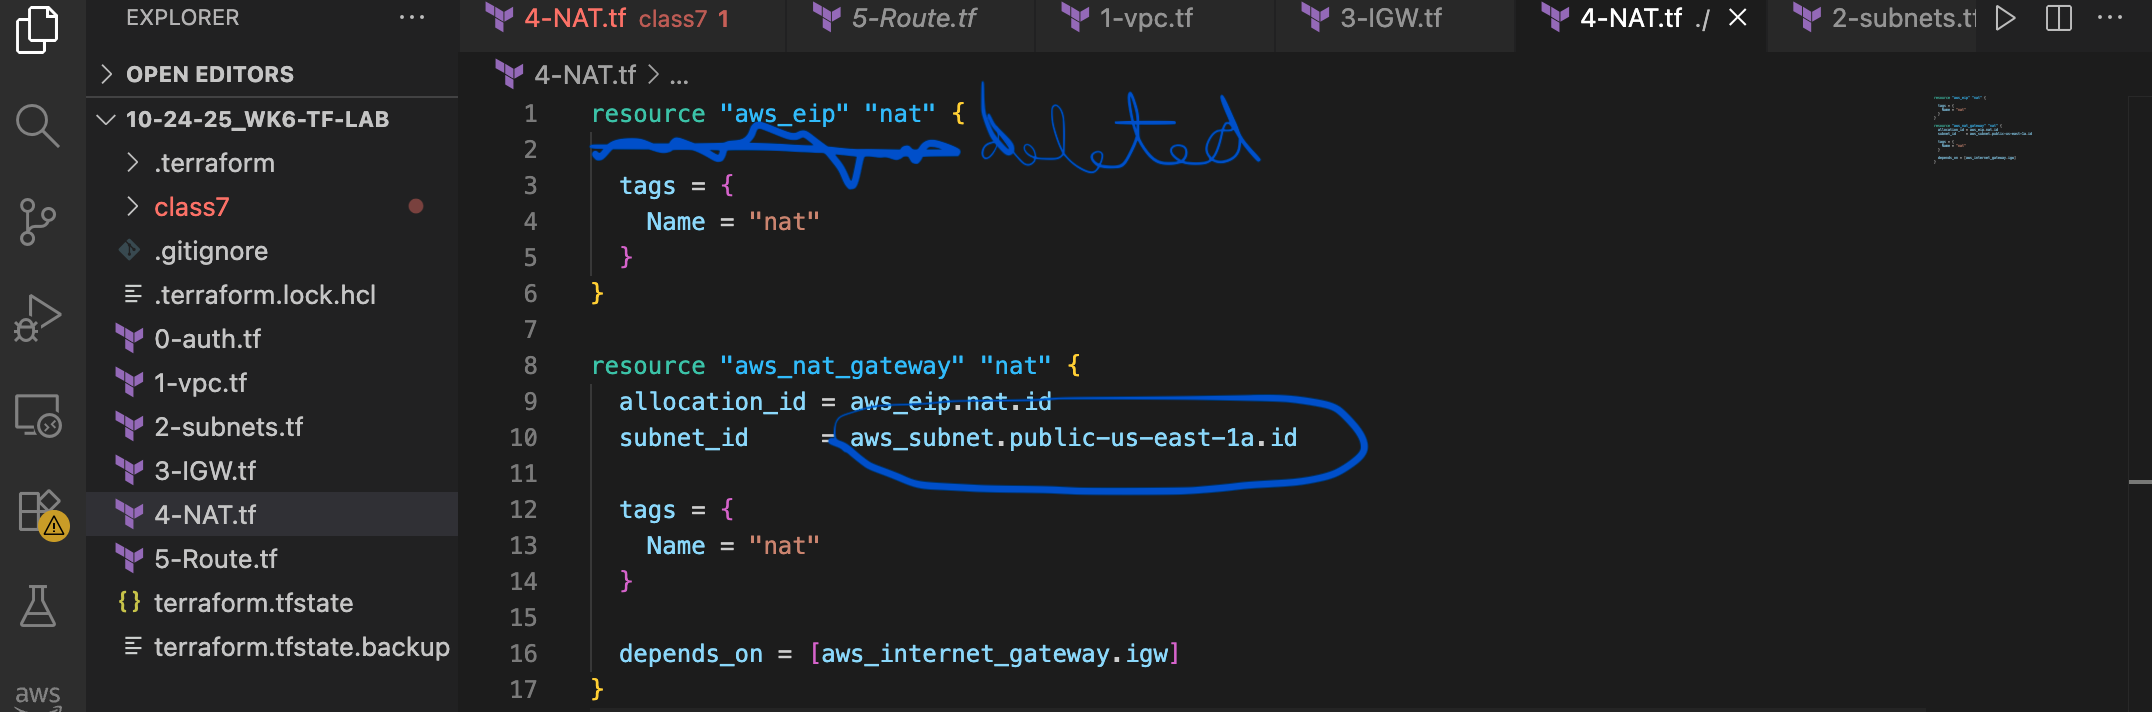 EXPLORER
OPEN EDITORS
10-24-25_WK6-TF-LAB
.terraform
class7
.gitignore
.terraform.lock.hcl
0-auth.tf
1-vpc.tf
2-subnets.tf
3-IGW.tf
4-NAT.tf
5-Route.tf
{} terraform.tfstate
terraform.tfstate.backup
aws
4-NAT.tf class7 1
5-Route.tf
1-vpc.tf
3-IGW.tf
4-NAT.tf ./
2-subnets.tf
4-NAT.tf > ...
1 resource "aws_eip" "nat" {
deleted
2
3 tags = {
4 Name = "nat"
5 }
6 }
7
8 resource "aws_nat_gateway" "nat" {
9 allocation_id = aws_eip.nat.id
10 subnet_id = aws_subnet.public-us-east-1a.id
11
12 tags = {
13 Name = "nat"
14 }
15
16 depends_on = [aws_internet_gateway.igw]
17 }